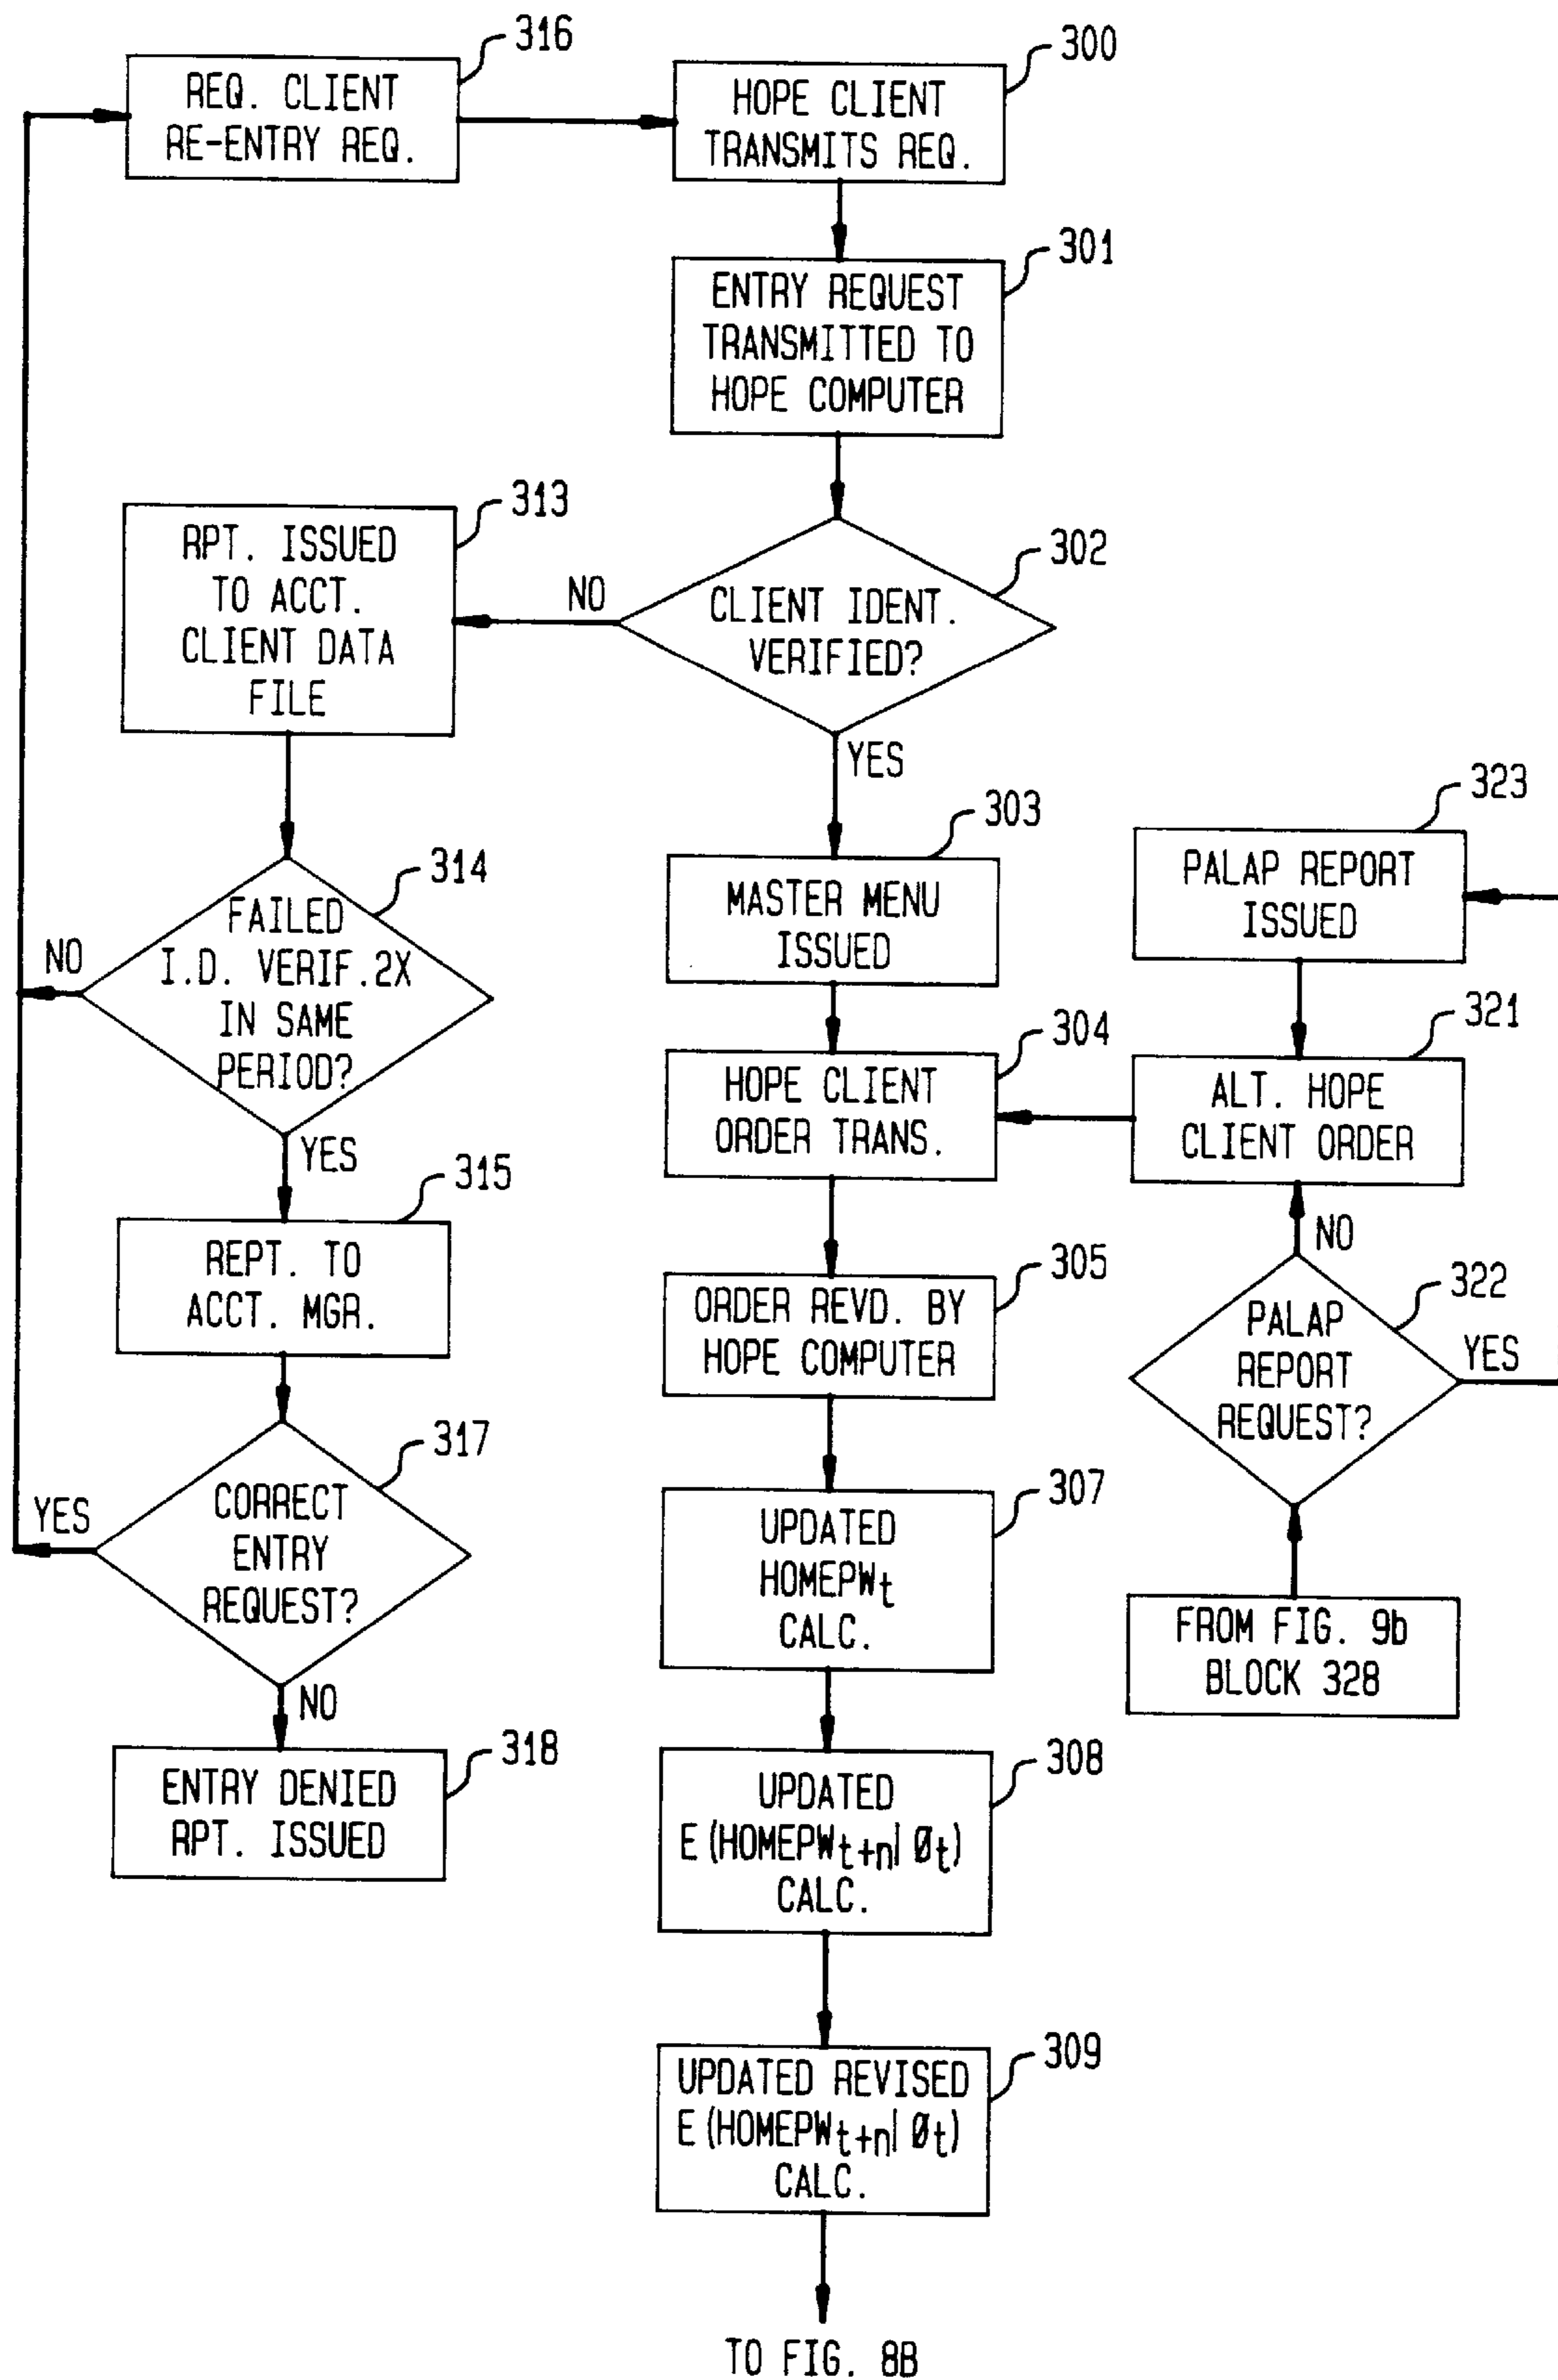 316
REQ. CLIENT
RE-ENTRY REQ.
300
HOPE CLIENT
TRANSMITS REQ.
301
ENTRY REQUEST
TRANSMITTED TO
HOPE COMPUTER
302
CLIENT IDENT.
VERIFIED?
NO
YES
313
RPT. ISSUED
TO ACCT.
CLIENT DATA
FILE
314
FAILED
I.D. VERIF.2X
IN SAME
PERIOD?
NO
YES
315
REPT. TO
ACCT. MGR.
317
CORRECT
ENTRY
REQUEST?
YES
NO
318
ENTRY DENIED
RPT. ISSUED
303
MASTER MENU
ISSUED
304
HOPE CLIENT
ORDER TRANS.
305
ORDER REVD. BY
HOPE COMPUTER
307
UPDATED
HOMEPWt
CALC.
308
UPDATED
E(HOMEPWt+n|Øt)
CALC.
309
UPDATED REVISED
E(HOMEPWt+n|Øt)
CALC.
TO FIG. 8B
323
PALAP REPORT
ISSUED
321
ALT. HOPE
CLIENT ORDER
NO
322
PALAP
REPORT
REQUEST?
YES
FROM FIG. 9b
BLOCK 328